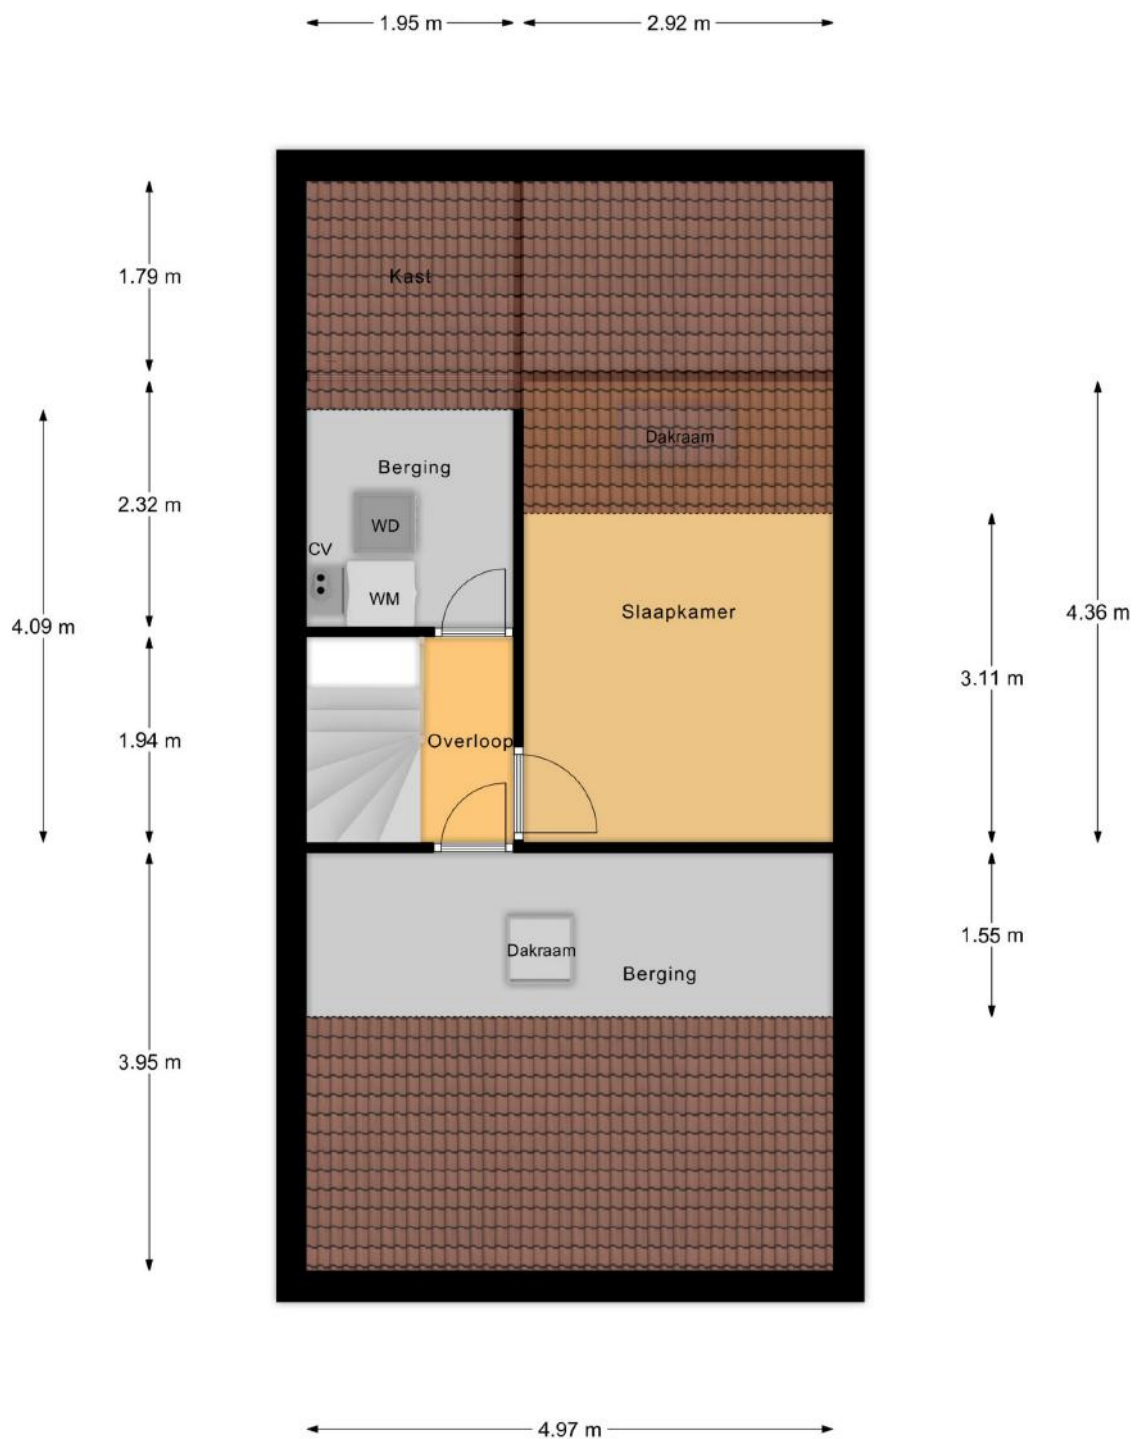 1.95 m
2.92 m
1.79 m
Kast
Dakraam
Berging
2.32 m
WD
CV
WM
4.09 m
Slaapkamer
4.36 m
3.11 m
1.94 m
Overloop
1.55 m
Dakraam
Berging
3.95 m
4.97 m